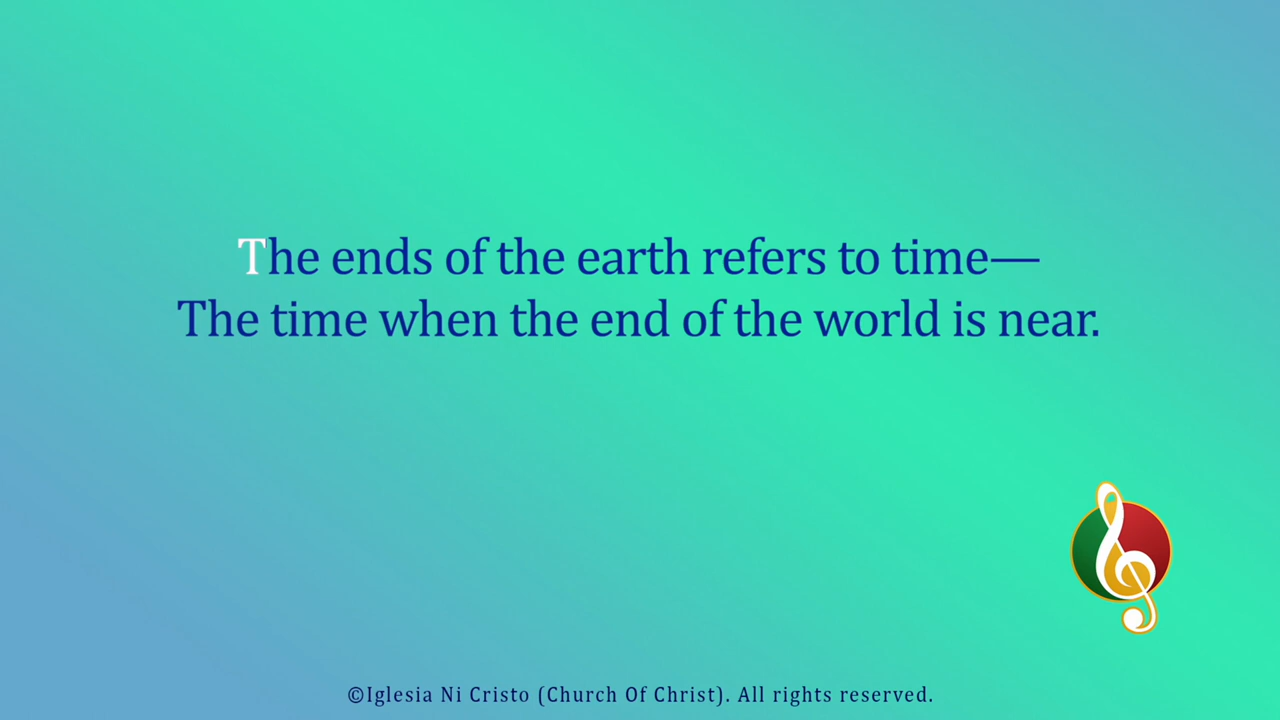 The ends of the earth refers to time—
The time when the end of the world is near.
©Iglesia Ni Cristo (Church Of Christ). All rights reserved.